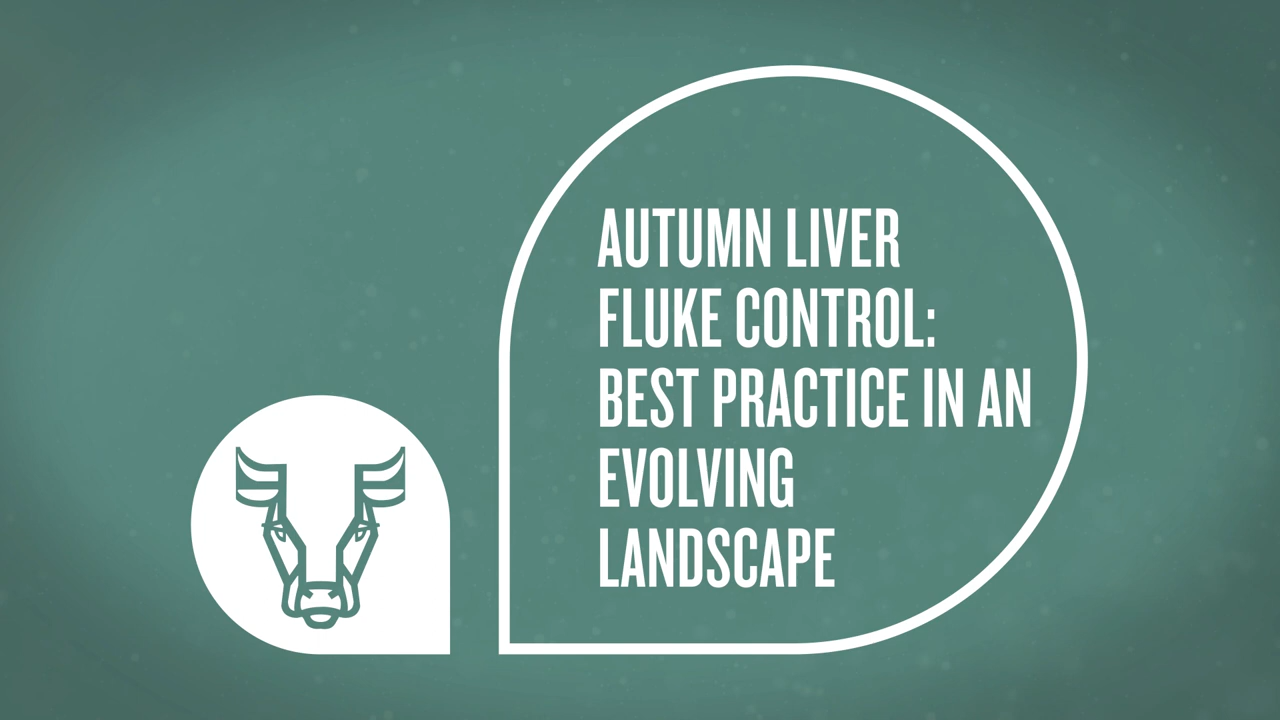 AUTUMN LIVER
FLUKE CONTROL:
BEST PRACTICE IN AN
EVOLVING
LANDSCAPE